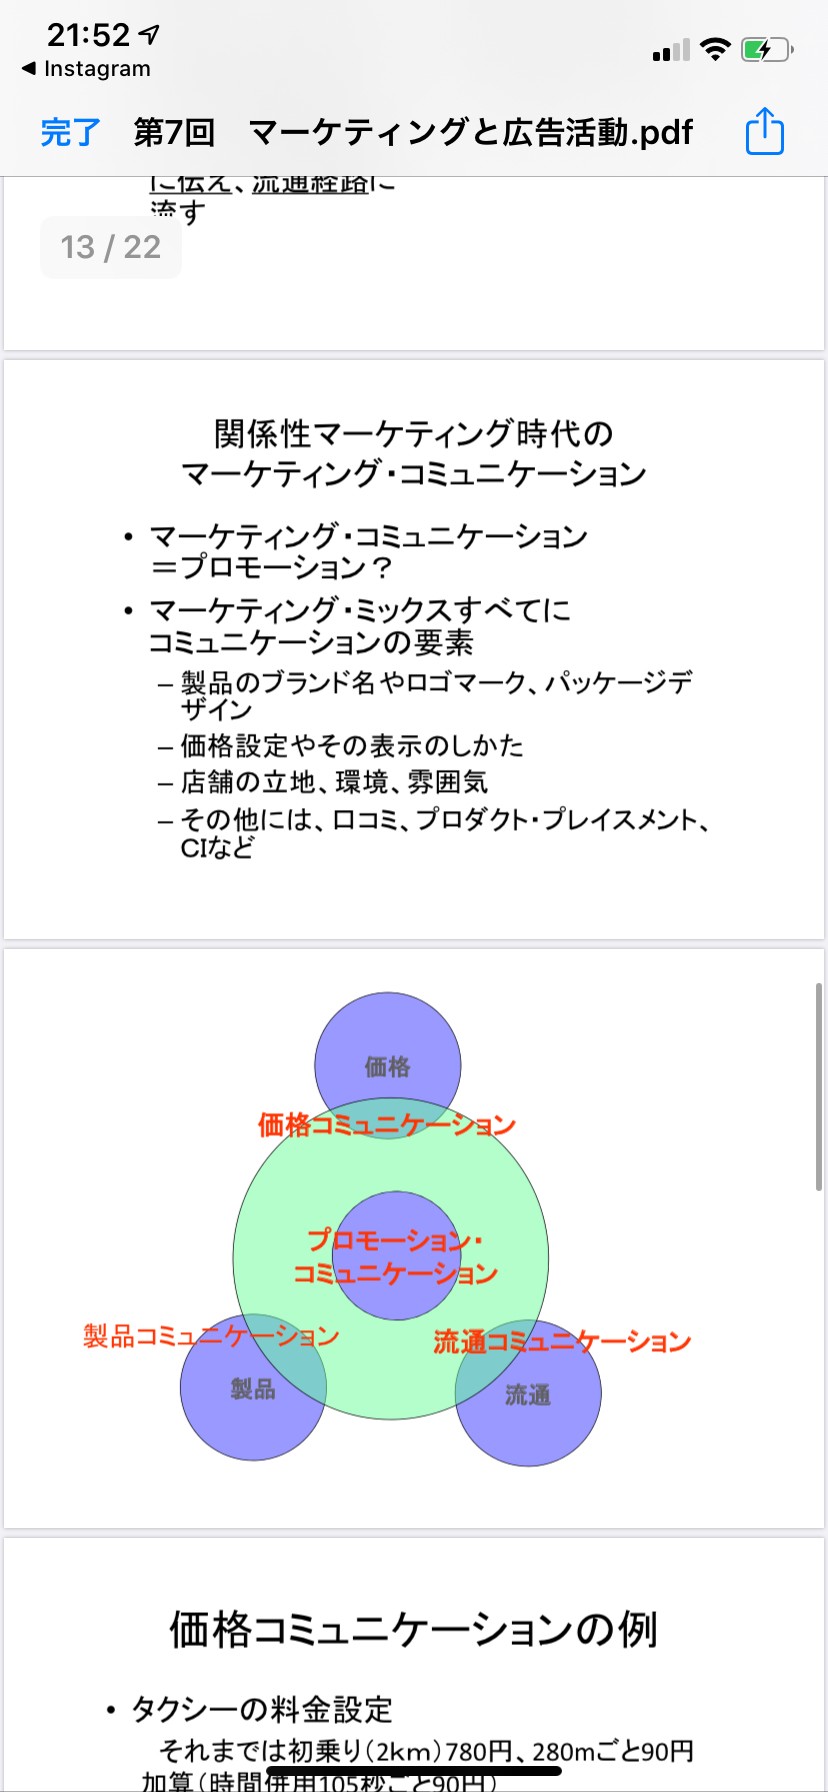 21:52
◀ Instagram
完了 第7回　マーケティングと広告活動.pdf
に伝え、流通経路に
流す
13 / 22
関係性マーケティング時代の
マーケティング・コミュニケーション
• マーケティング・コミュニケーション
＝プロモーション？
• マーケティング・ミックスすべてに
コミュニケーションの要素
– 製品のブランド名やロゴマーク、パッケージデ
ザイン
– 価格設定やその表示のしかた
– 店舗の立地、環境、雰囲気
– その他には、口コミ、プロダクト・プレイスメント、
CIなど
価格
価格コミュニケーション
プロモーション・
コミュニケーション
製品コミュニケーション
流通コミュニケーション
製品
流通
価格コミュニケーションの例
• タクシーの料金設定
それまでは初乗り（2km）780円、280mごと90円
加算（時間併用105秒ごと90円）